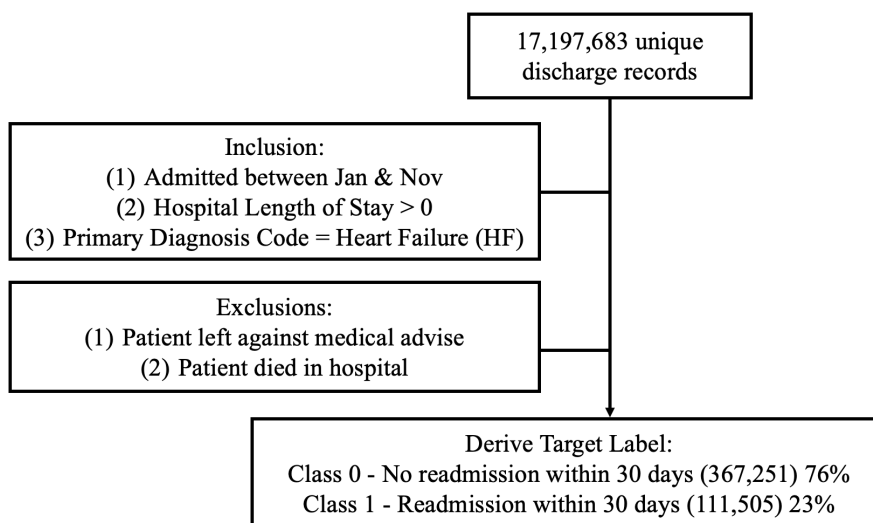 17,197,683 unique
discharge records
Inclusion:
(1) Admitted between Jan & Nov
(2) Hospital Length of Stay > 0
(3) Primary Diagnosis Code = Heart Failure (HF)
Exclusions:
(1) Patient left against medical advise
(2) Patient died in hospital
Derive Target Label:
Class 0 - No readmission within 30 days (367,251) 76%
Class 1 - Readmission within 30 days (111,505) 23%